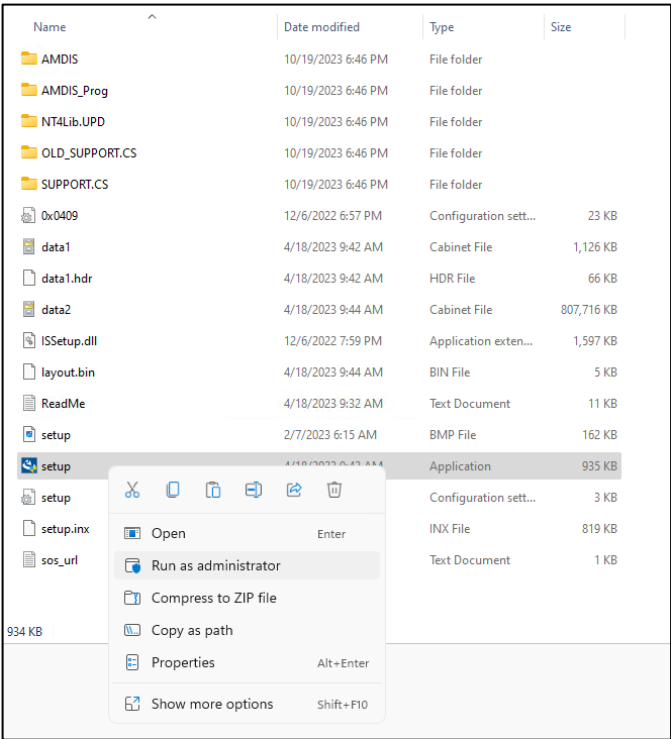 Name Date modified Type Size
AMDIS 10/19/2023 6:46 PM File folder
AMDIS_Prog 10/19/2023 6:46 PM File folder
NT4Lib.UPD 10/19/2023 6:46 PM File folder
OLD_SUPPORT.CS 10/19/2023 6:46 PM File folder
SUPPORT.CS 10/19/2023 6:46 PM File folder
0x0409 12/6/2022 6:57 PM Configuration sett... 23 KB
data1 4/18/2023 9:42 AM Cabinet File 1,126 KB
data1.hdr 4/18/2023 9:42 AM HDR File 66 KB
data2 4/18/2023 9:44 AM Cabinet File 807,716 KB
ISSetup.dll 12/6/2022 7:59 PM Application exten... 1,597 KB
layout.bin 4/18/2023 9:44 AM BIN File 5 KB
ReadMe 4/18/2023 9:32 AM Text Document 11 KB
setup 2/7/2023 6:15 AM BMP File 162 KB
setup 4/18/2023 9:42 AM Application 935 KB
setup Configuration sett... 3 KB
setup.inx INX File 819 KB
sos_url Text Document 1 KB
Open Enter
Run as administrator
Compress to ZIP file
934 KB
Copy as path
Properties Alt+Enter
Show more options Shift+F10